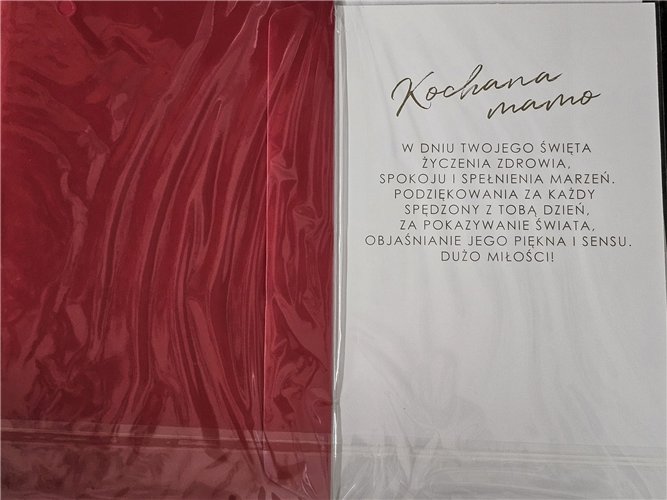 Kochana
mamo
W DNIU TWOJEGO ŚWIĘTA
ŻYCZENIA ZDROWIA,
SPOKOJU I SPEŁNIENIA MARZEŃ.
PODZIĘKOWANIA ZA KAŻDY
SPĘDZONY Z TOBĄ DZIEŃ,
ZA POKAZYWANIE ŚWIATA,
OBJAŚNIANIE JEGO PIĘKNA I SENSU.
DUŻO MIŁOŚCI!